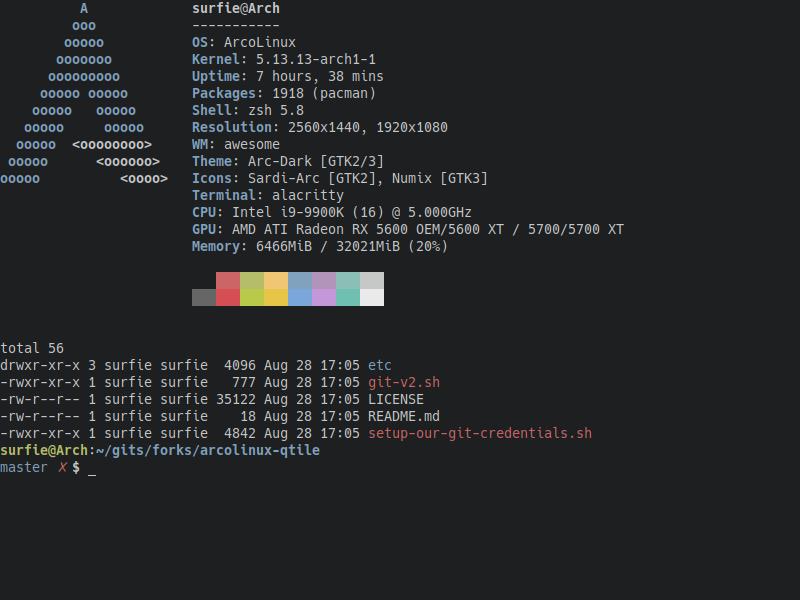 A surfie@Arch
ooo -----------
ooooo OS: ArcoLinux
ooooooo Kernel: 5.13.13-arch1-1
ooooooooo Uptime: 7 hours, 38 mins
ooooo ooooo Packages: 1918 (pacman)
ooooo ooooo Shell: zsh 5.8
ooooo ooooo Resolution: 2560x1440, 1920x1080
ooooo <oooooooo> WM: awesome
ooooo <oooooo> Theme: Arc-Dark [GTK2/3]
ooooo <oooo> Icons: Sardi-Arc [GTK2], Numix [GTK3]
Terminal: alacritty
CPU: Intel i9-9900K (16) @ 5.000GHz
GPU: AMD ATI Radeon RX 5600 OEM/5600 XT / 5700/5700 XT
Memory: 6466MiB / 32021MiB (20%)
total 56
drwxr-xr-x 3 surfie surfie 4096 Aug 28 17:05 etc
-rwxr-xr-x 1 surfie surfie 777 Aug 28 17:05 git-v2.sh
-rw-r--r-- 1 surfie surfie 35122 Aug 28 17:05 LICENSE
-rw-r--r-- 1 surfie surfie 18 Aug 28 17:05 README.md
-rwxr-xr-x 1 surfie surfie 4842 Aug 28 17:05 setup-our-git-credentials.sh
surfie@Arch:~/gits/forks/arcolinux-qtile
master ✗ $ _